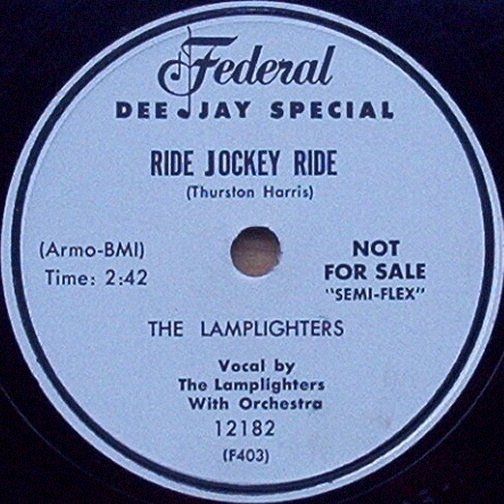 Federal
DEE JAY SPECIAL
RIDE JOCKEY RIDE
(Thurston Harris)
(Armo-BMI)
Time: 2:42
NOT
FOR SALE
"SEMI-FLEX"
THE LAMPLIGHTERS
Vocal by
The Lamplighters
With Orchestra
12182
(F403)